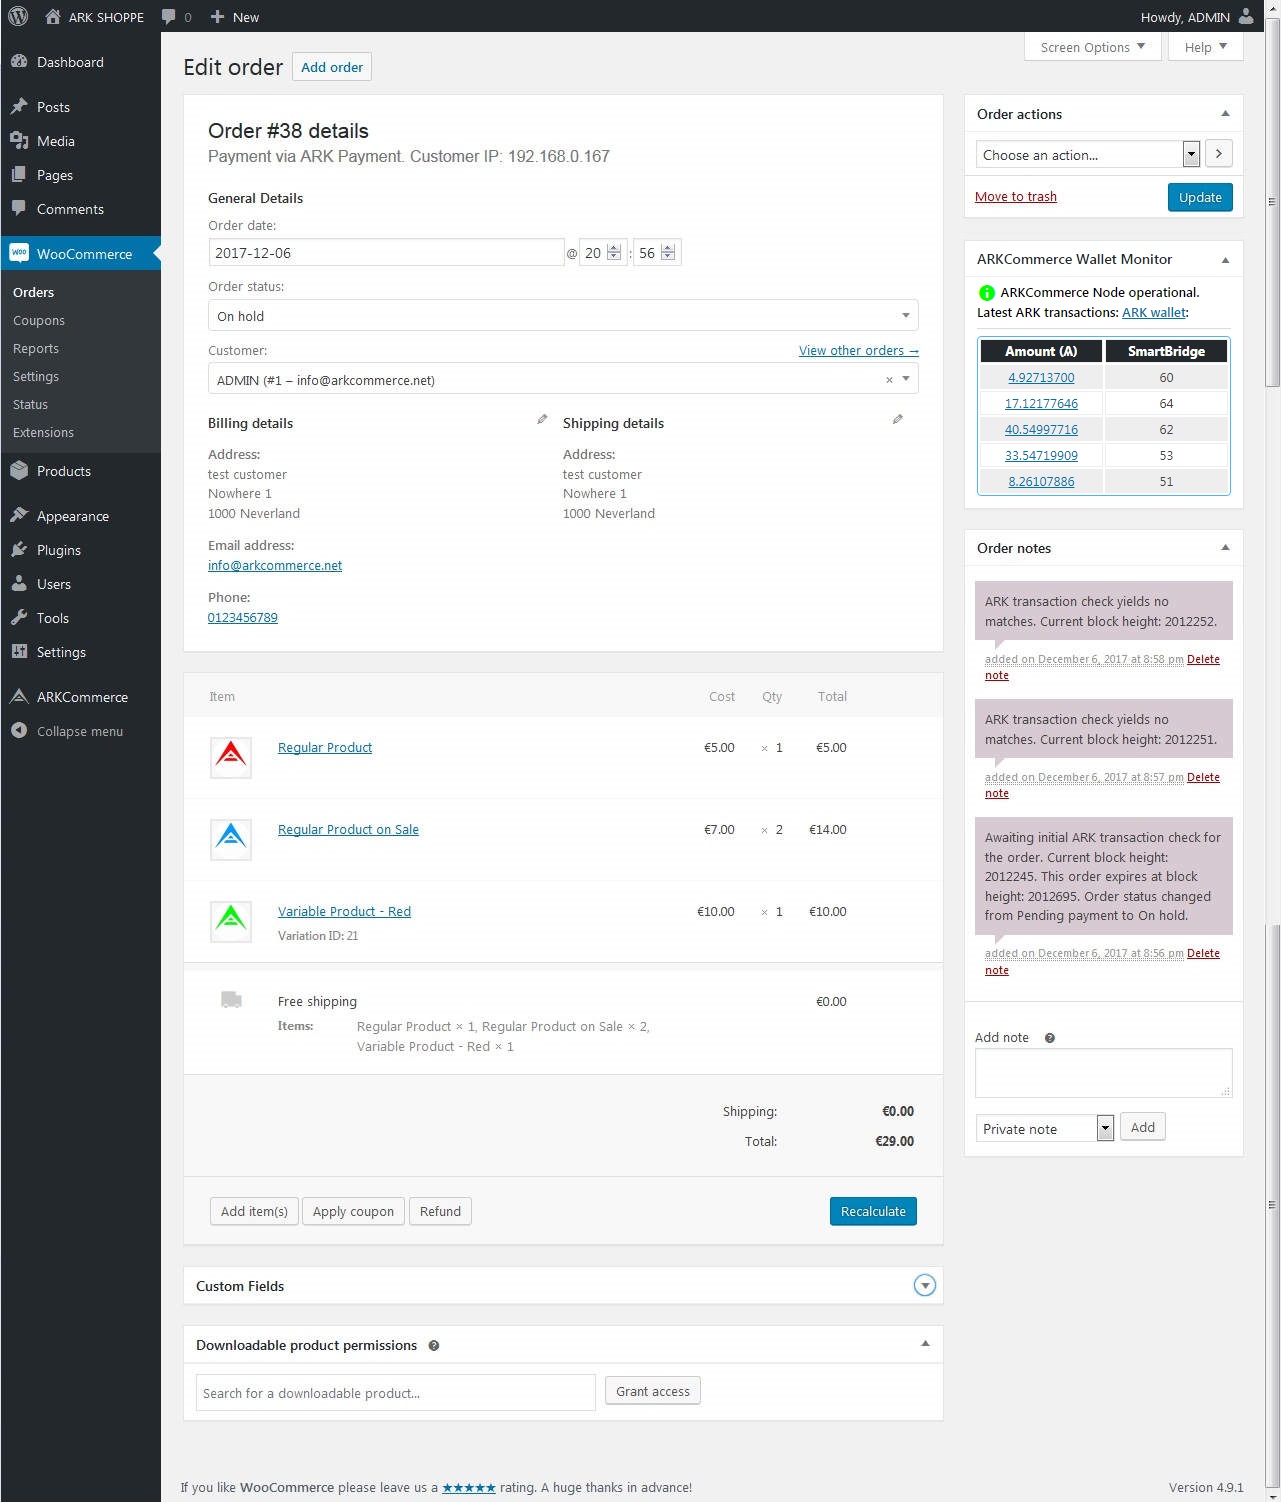 ARK SHOPPE 0 New Howdy, ADMIN
Screen Options Help
Dashboard
Posts
Media
Pages
Comments
WooCommerce
Orders
Coupons
Reports
Settings
Status
Extensions
Products
Appearance
Plugins
Users
Tools
Settings
ARKCommerce
Collapse menu
Edit order Add order
Order #38 details
Payment via ARK Payment. Customer IP: 192.168.0.167
General Details
Order date:
2017-12-06 @ 20 : 56
Order status:
On hold
Customer: View other orders →
ADMIN (#1 – info@arkcommerce.net) ×
Billing details
Address:
test customer
Nowhere 1
1000 Neverland
Email address:
info@arkcommerce.net
Phone:
0123456789
Shipping details
Address:
test customer
Nowhere 1
1000 Neverland
Item Cost Qty Total
Regular Product €5.00 × 1 €5.00
Regular Product on Sale €7.00 × 2 €14.00
Variable Product - Red €10.00 × 1 €10.00
Variation ID: 21
Free shipping €0.00
Items: Regular Product × 1, Regular Product on Sale × 2,
Variable Product - Red × 1
Shipping: €0.00
Total: €29.00
Add item(s) Apply coupon Refund Recalculate
Custom Fields
Downloadable product permissions ?
Search for a downloadable product... Grant access
Order actions
Choose an action... >
Move to trash Update
ARKCommerce Wallet Monitor
ARKCommerce Node operational.
Latest ARK transactions: ARK wallet:
Amount (Ѧ) SmartBridge
4.92713700 60
17.12177646 64
40.54997716 62
33.54719909 53
8.26107886 51
Order notes
ARK transaction check yields no
matches. Current block height: 2012252.
added on December 6, 2017 at 8:58 pm Delete
note
ARK transaction check yields no
matches. Current block height: 2012251.
added on December 6, 2017 at 8:57 pm Delete
note
Awaiting initial ARK transaction check for
the order. Current block height:
2012245. This order expires at block
height: 2012695. Order status changed
from Pending payment to On hold.
added on December 6, 2017 at 8:56 pm Delete
note
Add note ?
Private note Add
If you like WooCommerce please leave us a ★★★★★ rating. A huge thanks in advance! Version 4.9.1